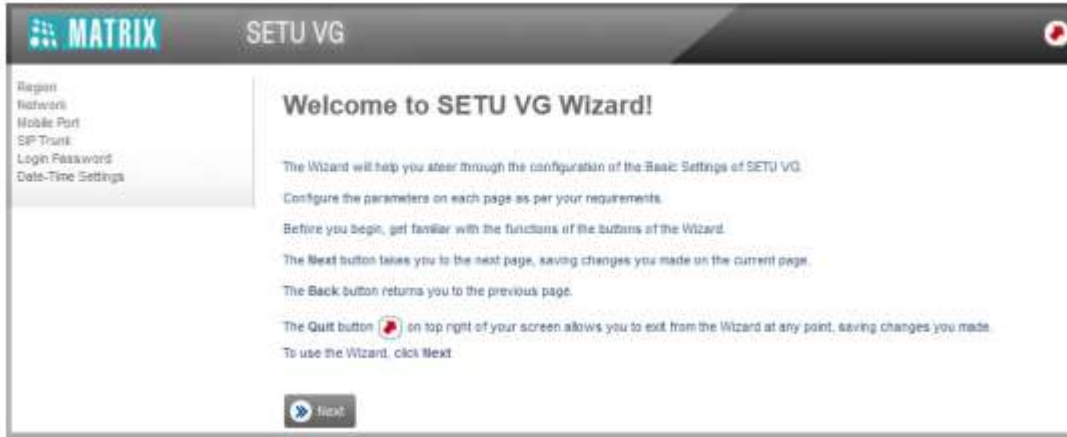 MATRIX SETU VG
Region
Network
Mobile Port
SIP Trunk
Login Password
Date-Time Settings
Welcome to SETU VG Wizard!
The Wizard will help you steer through the configuration of the Basic Settings of SETU VG.
Configure the parameters on each page as per your requirements.
Before you begin, get familiar with the functions of the buttons of the Wizard.
The Next button takes you to the next page, saving changes you made on the current page.
The Back button returns you to the previous page.
The Quit button on top right of your screen allows you to exit from the Wizard at any point, saving changes you made.
To use the Wizard, click Next
Next